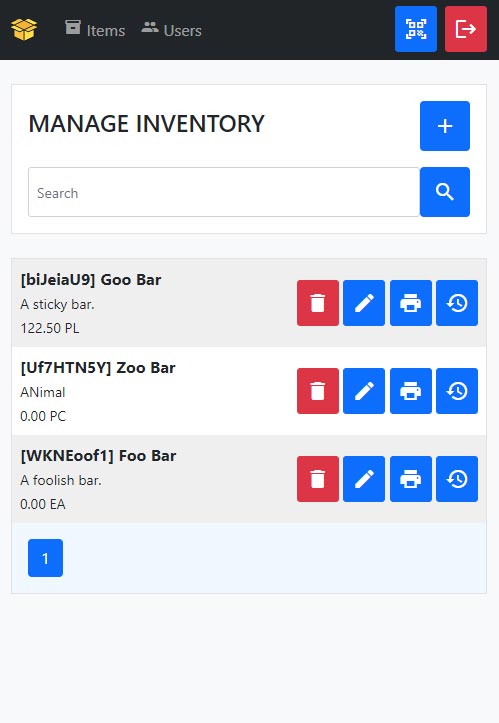 Items Users
MANAGE INVENTORY
Search
[biJeiaU9] Goo Bar
A sticky bar.
122.50 PL
[Uf7HTN5Y] Zoo Bar
ANimal
0.00 PC
[WKNEoof1] Foo Bar
A foolish bar.
0.00 EA
1